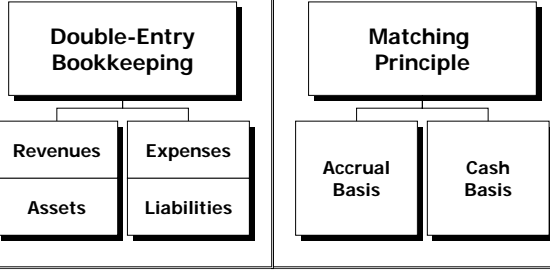 Double-Entry
Bookkeeping
Revenues
Expenses
Assets
Liabilities
Matching
Principle
Accrual
Basis
Cash
Basis